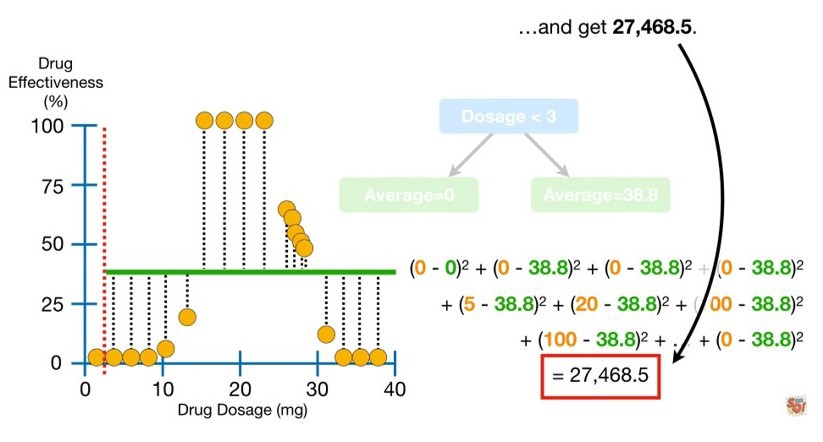 …and get 27,468.5.
Drug
Effectiveness
(%)
100
75
50
25
0
0
10
20
30
40
Drug Dosage (mg)
Dosage < 3
Average=0
Average=38.8
(0 - 0)² + (0 - 38.8)² + (0 - 38.8)² + (0 - 38.8)²
+ (5 - 38.8)² + (20 - 38.8)² + (00 - 38.8)²
+ (100 - 38.8)² + + (0 - 38.8)²
= 27,468.5